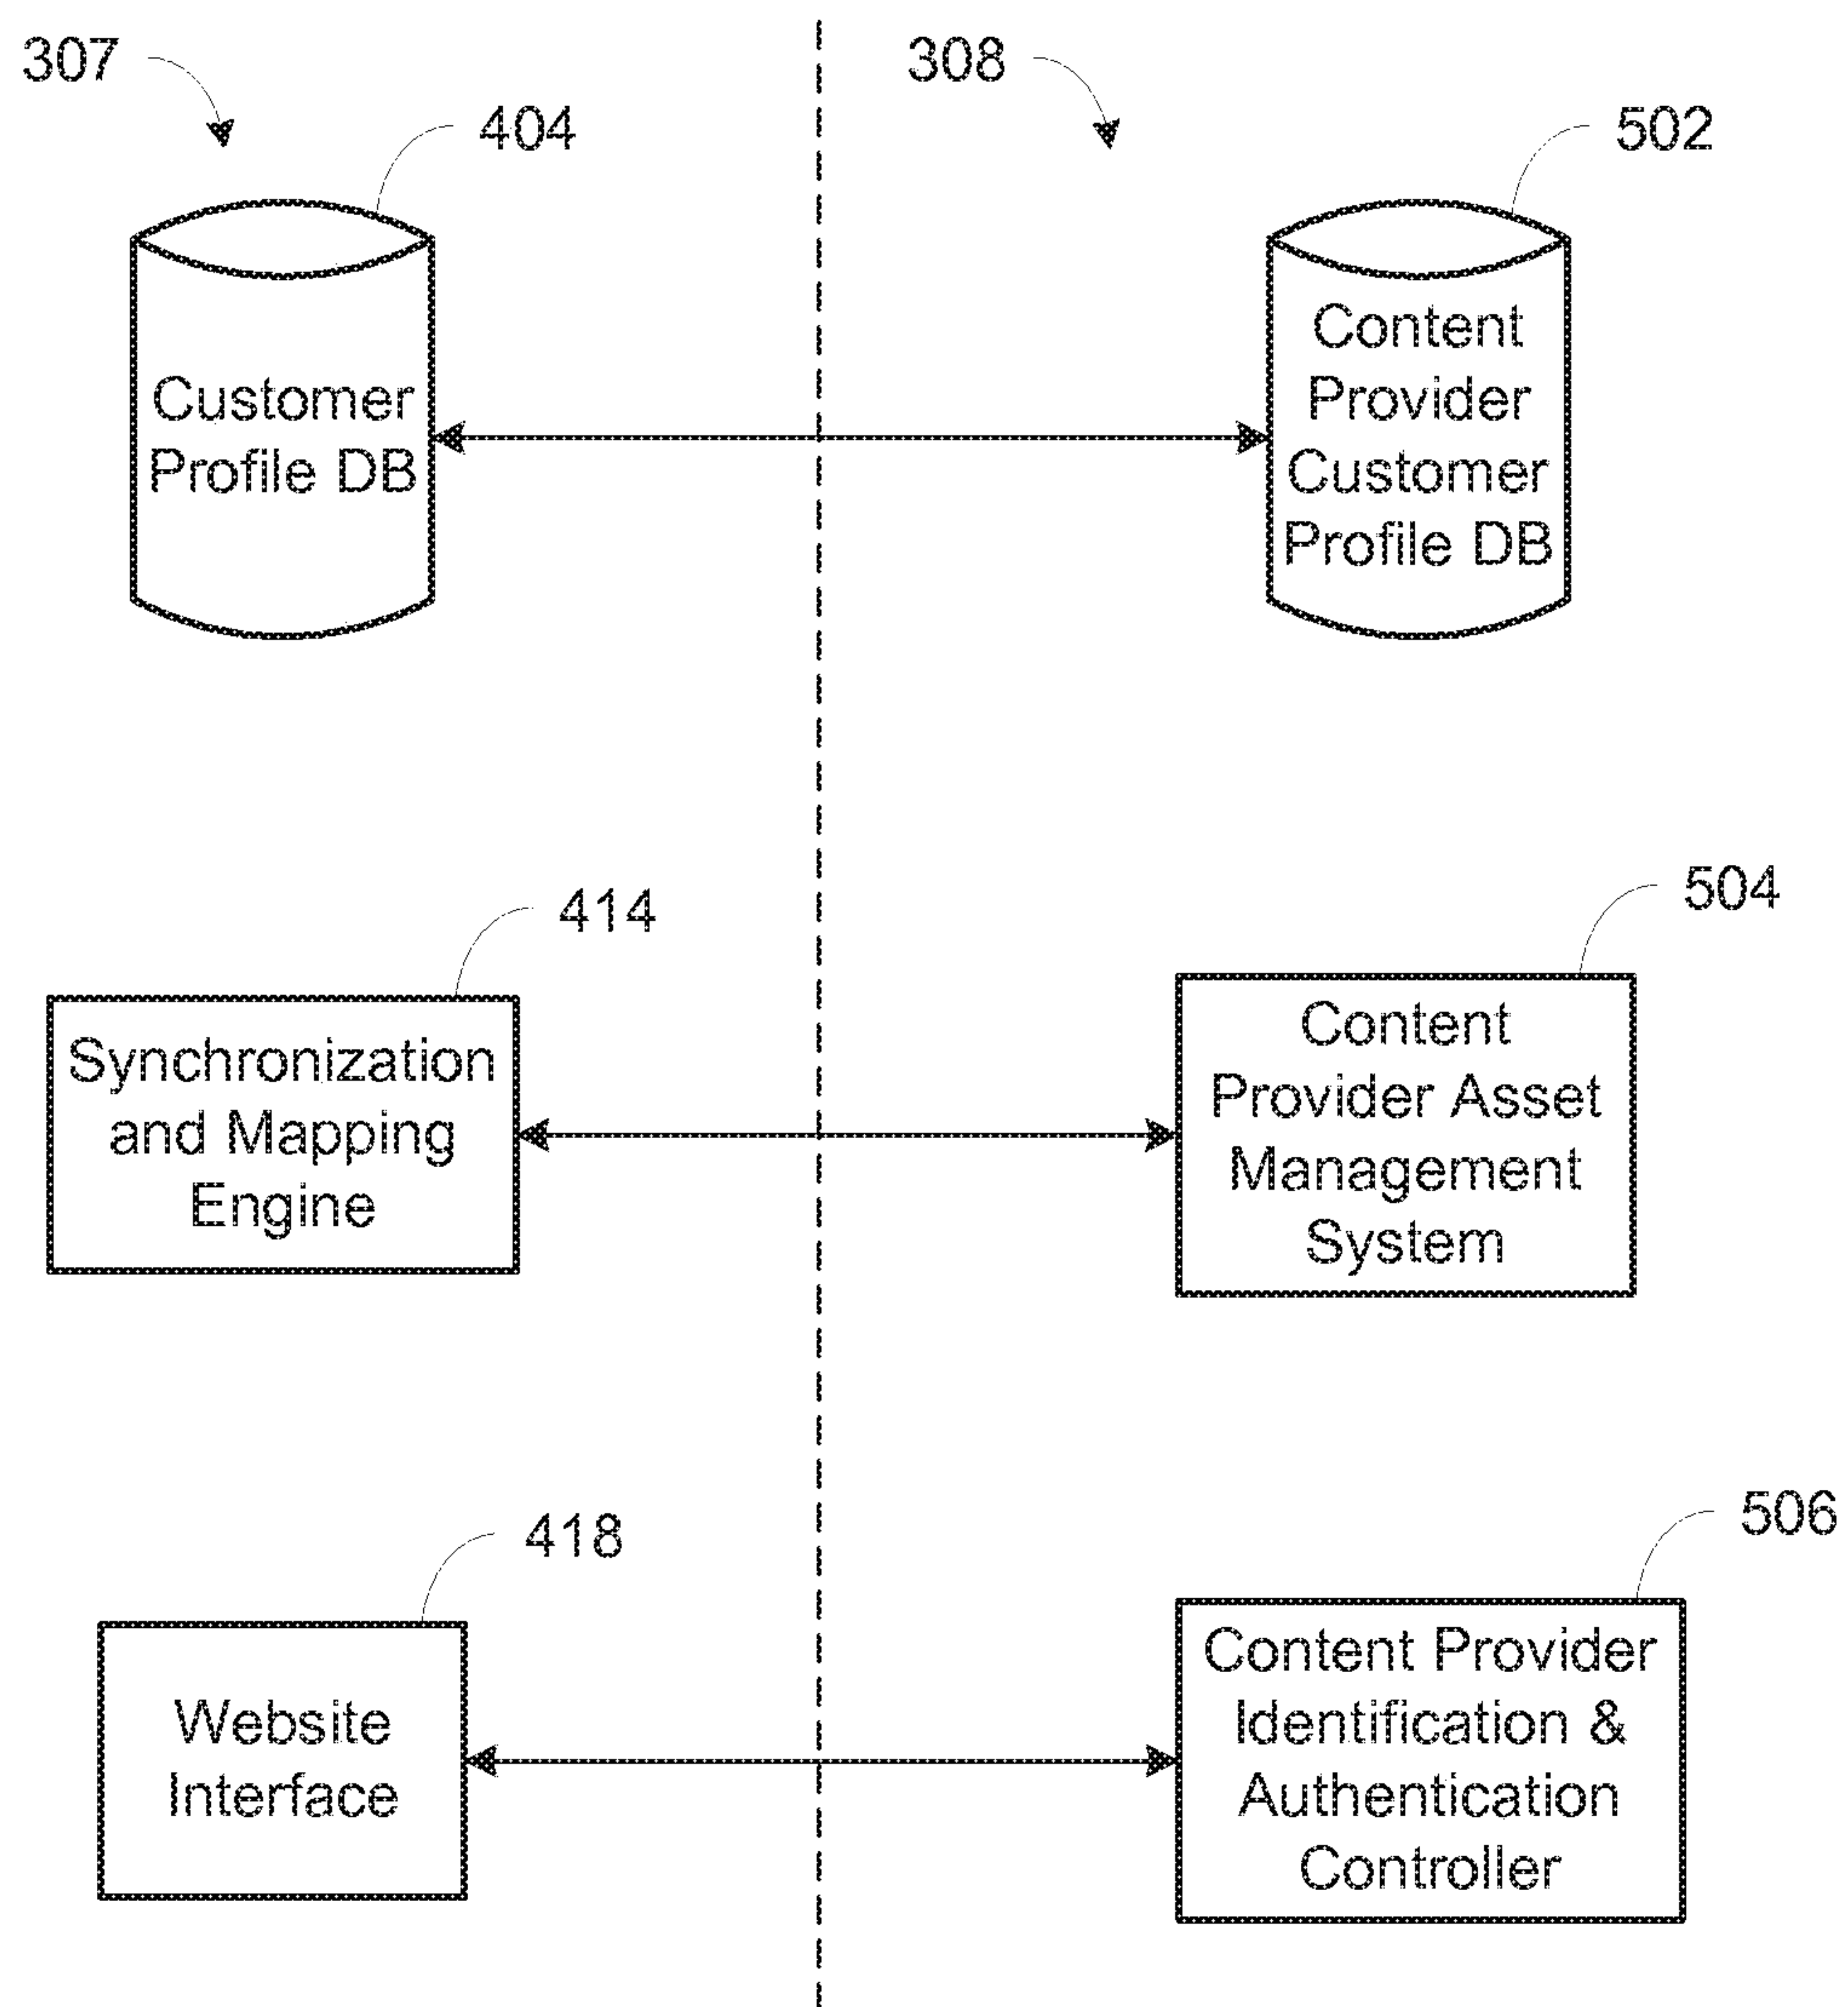 307
308
404
502
Customer
Profile DB
Content
Provider
Customer
Profile DB
414
504
Synchronization
and Mapping
Engine
Content
Provider Asset
Management
System
418
506
Website
Interface
Content Provider
Identification &
Authentication
Controller